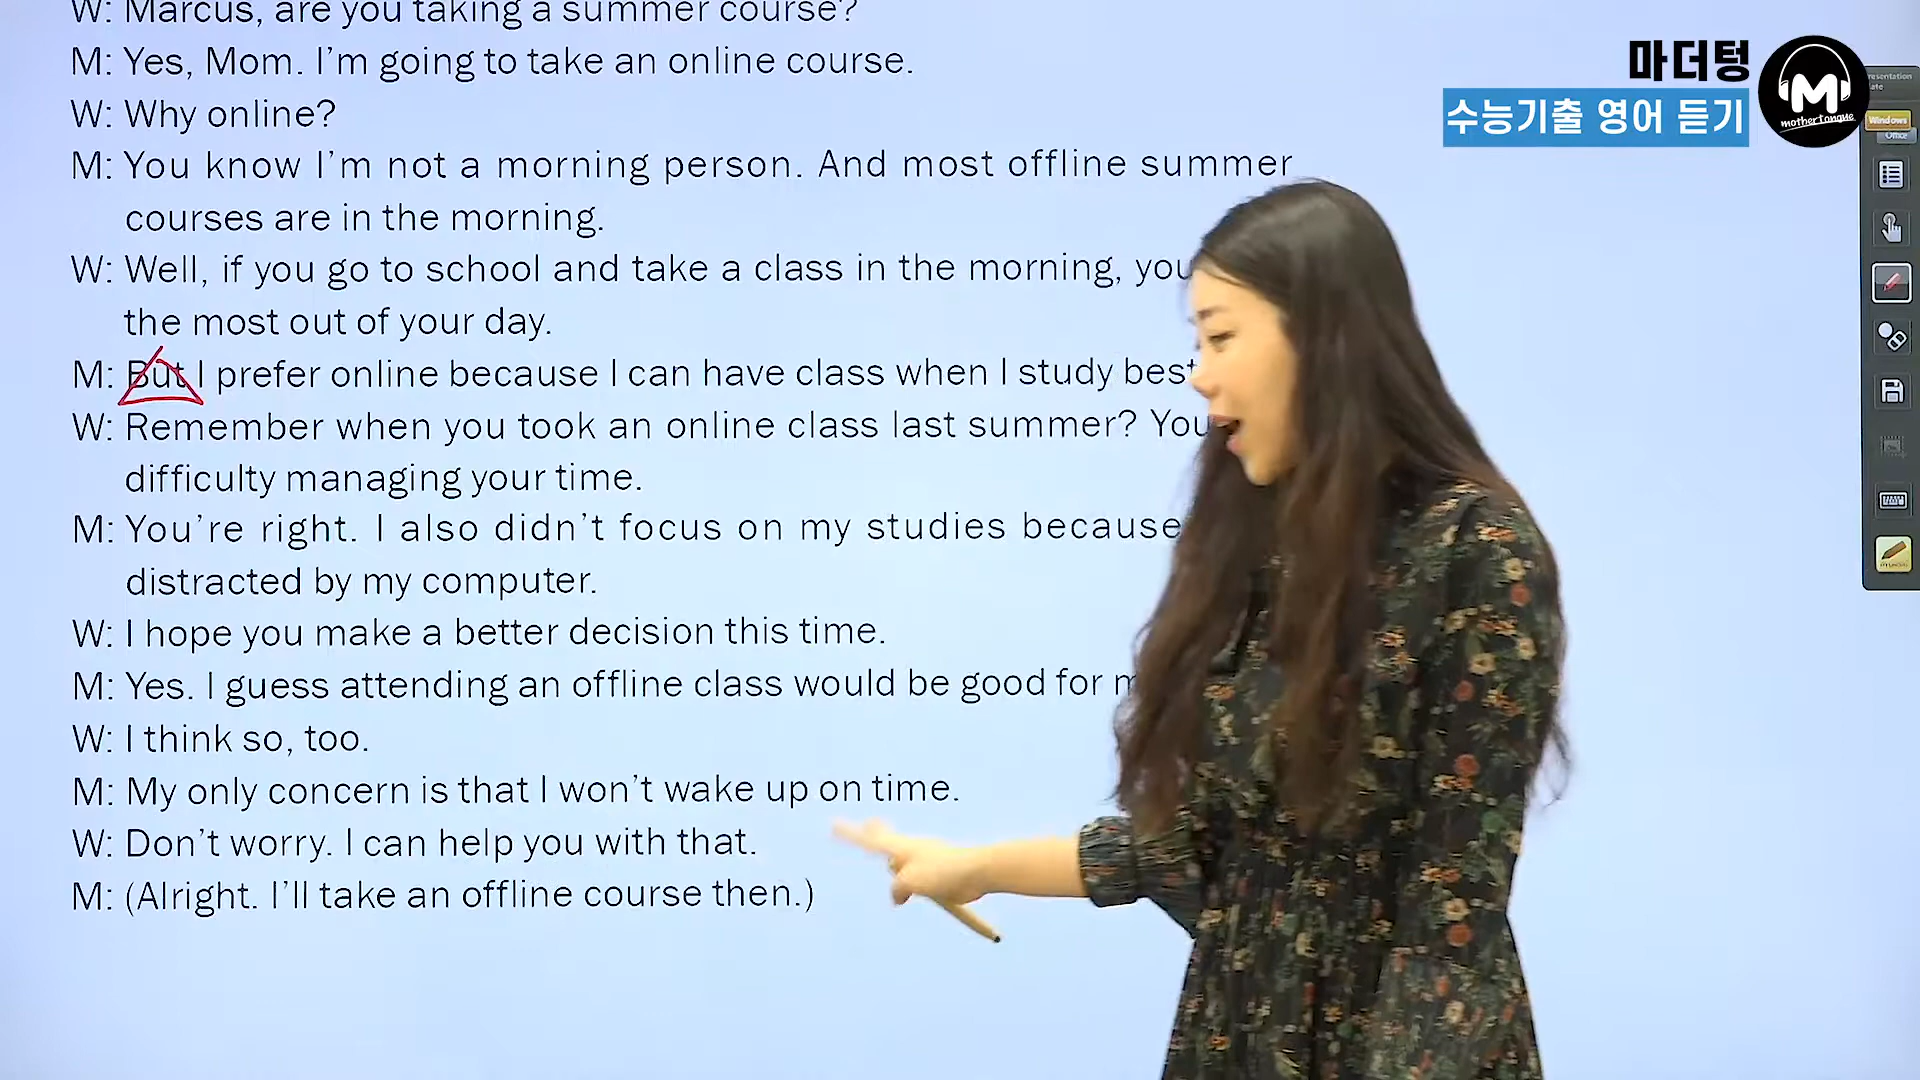 W: Marcus, are you taking a summer course?
M: Yes, Mom. I'm going to take an online course.
W: Why online?
M: You know I'm not a morning person. And most offline summer
courses are in the morning.
W: Well, if you go to school and take a class in the morning, you
the most out of your day.
M: But I prefer online because I can have class when I study best
W: Remember when you took an online class last summer? You
difficulty managing your time.
M: You're right. I also didn't focus on my studies because
distracted by my computer.
W: I hope you make a better decision this time.
M: Yes. I guess attending an offline class would be good for
W: I think so, too.
M: My only concern is that I won't wake up on time.
W: Don't worry. I can help you with that.
M: (Alright. I'll take an offline course then.)
마더텅
수능기출 영어 듣기
M
mothertongue
Windows
Office